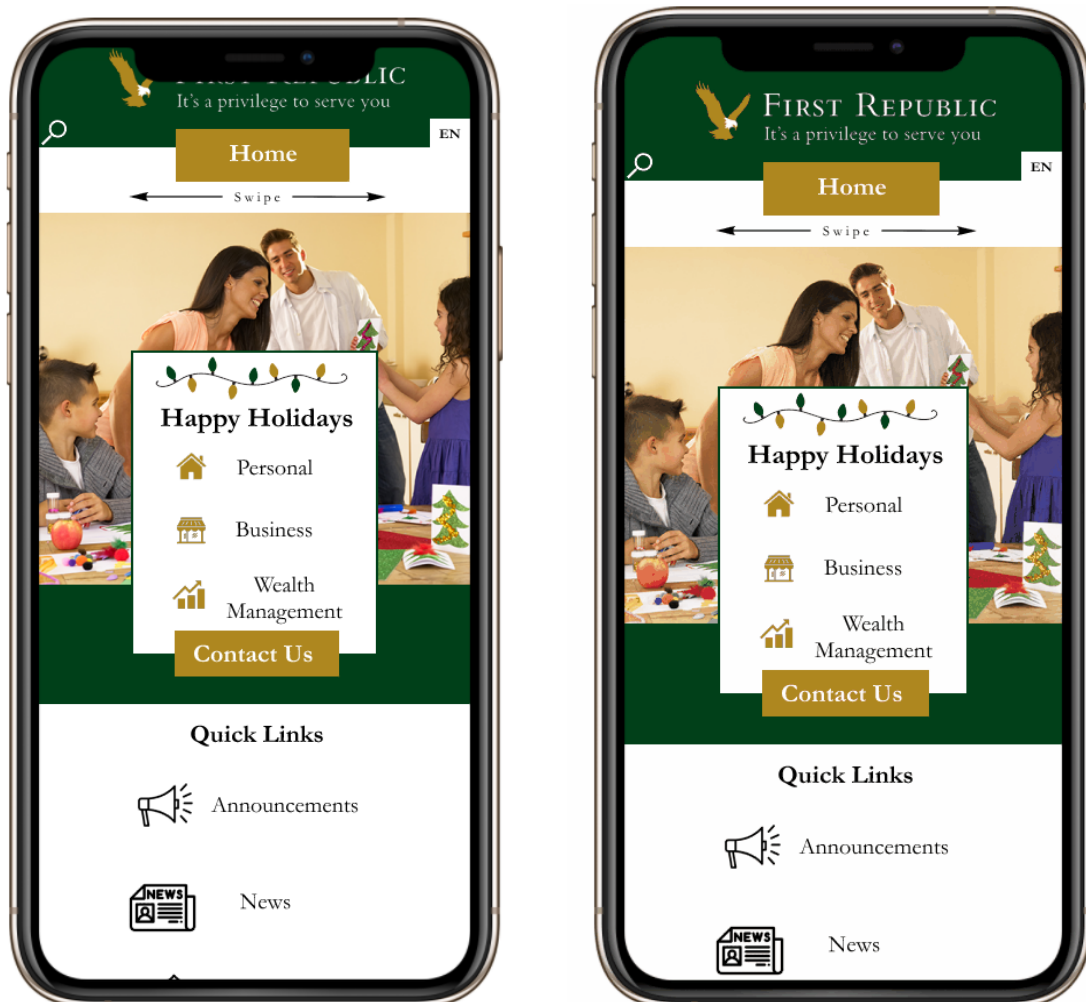 FIRST REPUBLIC
It's a privilege to serve you
EN
Home
Swipe
Happy Holidays
Personal
Business
Wealth
Management
Contact Us
Quick Links
Announcements
NEWS
News
FIRST REPUBLIC
It's a privilege to serve you
EN
Home
Swipe
Happy Holidays
Personal
Business
Wealth
Management
Contact Us
Quick Links
Announcements
NEWS
News